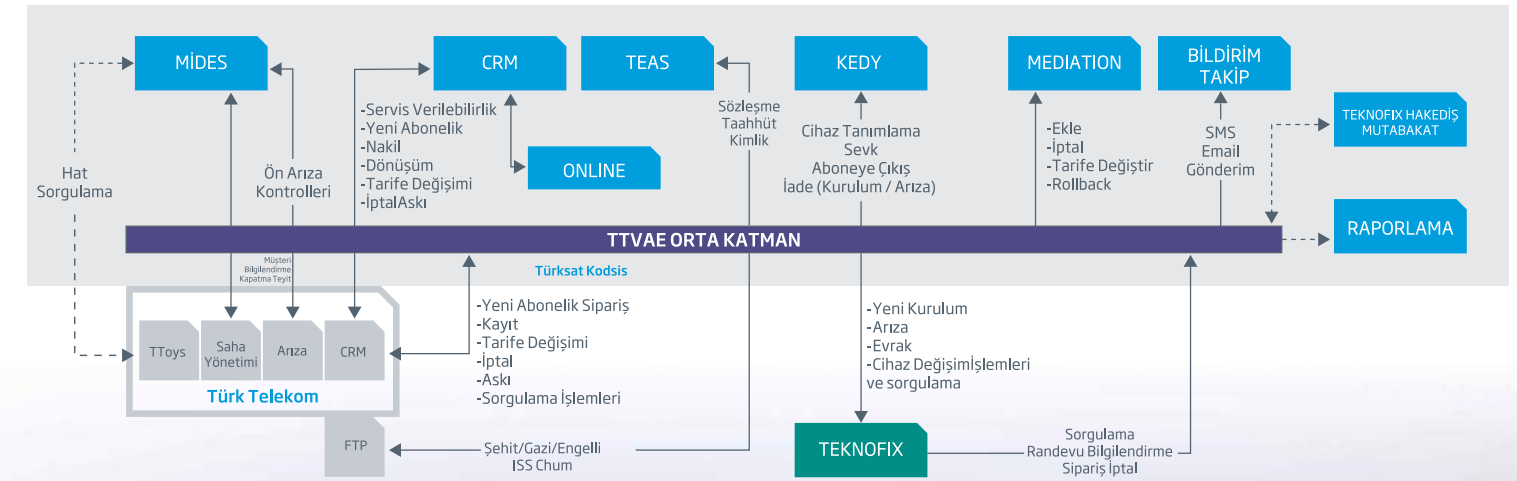 MİDES
CRM
TEAS
KEDY
MEDIATION
BİLDİRİM
TAKİP
TEKNOFIX HAKEDİŞ
MUTABAKAT
RAPORLAMA
ONLINE
Hat
Sorgulama
Ön Arıza
Kontrolleri
-Servis Verilebilirlik
-Yeni Abonelik
-Nakil
-Dönüşüm
-Tarife Değişimi
-İptalAskı
Sözleşme
Taahhüt
Kimlik
Cihaz Tanımlama
Sevk
Aboneye Çıkış
İade (Kurulum / Arıza)
-Ekle
-İptal
-Tarife Değiştir
-Rollback
SMS
Email
Gönderim
TTVAE ORTA KATMAN
Müşteri
Bilgilendirme
Kapatma Teyit
Türksat Kodsis
TToys
Saha
Yönetimi
Arıza
CRM
Türk Telekom
-Yeni Abonelik Sipariş
-Kayıt
-Tarife Değişimi
-İptal
-Askı
-Sorgulama İşlemleri
-Yeni Kurulum
-Arıza
-Evrak
-Cihaz Değişimİşlemleri
ve sorgulama
FTP
Şehit/Gazi/Engelli
ISS Chum
TEKNOFIX
Sorgulama
Randevu Bilgilendirme
Sipariş İptal